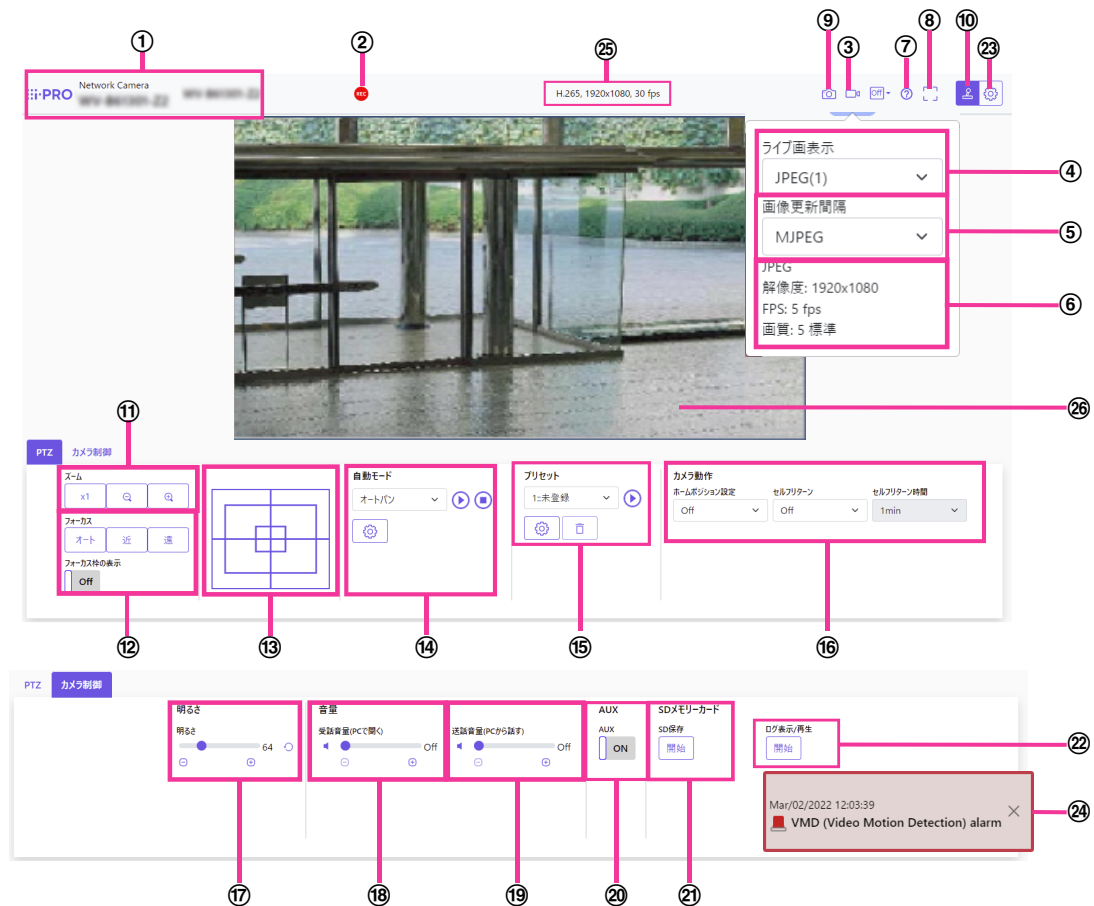 ① ② ㉕ ⑨ ③ ⑦ ⑧ ⑩ ㉓
i-PRO Network Camera
REC
H.265, 1920x1080, 30 fps
Off
ライブ画表示
JPEG(1)
④
画像更新間隔
MJPEG
⑤
JPEG
解像度: 1920x1080
FPS: 5 fps
画質: 5 標準
⑥
㉖
⑪
PTZ カメラ制御
ズーム
x1
フォーカス
オート 近 遠
フォーカス枠の表示
Off
自動モード
オートパン
プリセット
1:未登録
カメラ動作
ホームポジション設定 セルフリターン セルフリターン時間
Off Off 1min
⑫ ⑬ ⑭ ⑮ ⑯
PTZ カメラ制御
明るさ
明るさ
64
音量
受話音量(PCで聞く) 送話音量(PCから話す)
Off Off
AUX
AUX
ON
SDメモリーカード
SD保存
開始
ログ表示/再生
開始
㉒
Mar/02/2022 12:03:39
VMD (Video Motion Detection) alarm
㉔
⑰ ⑱ ⑲ ⑳ ㉑